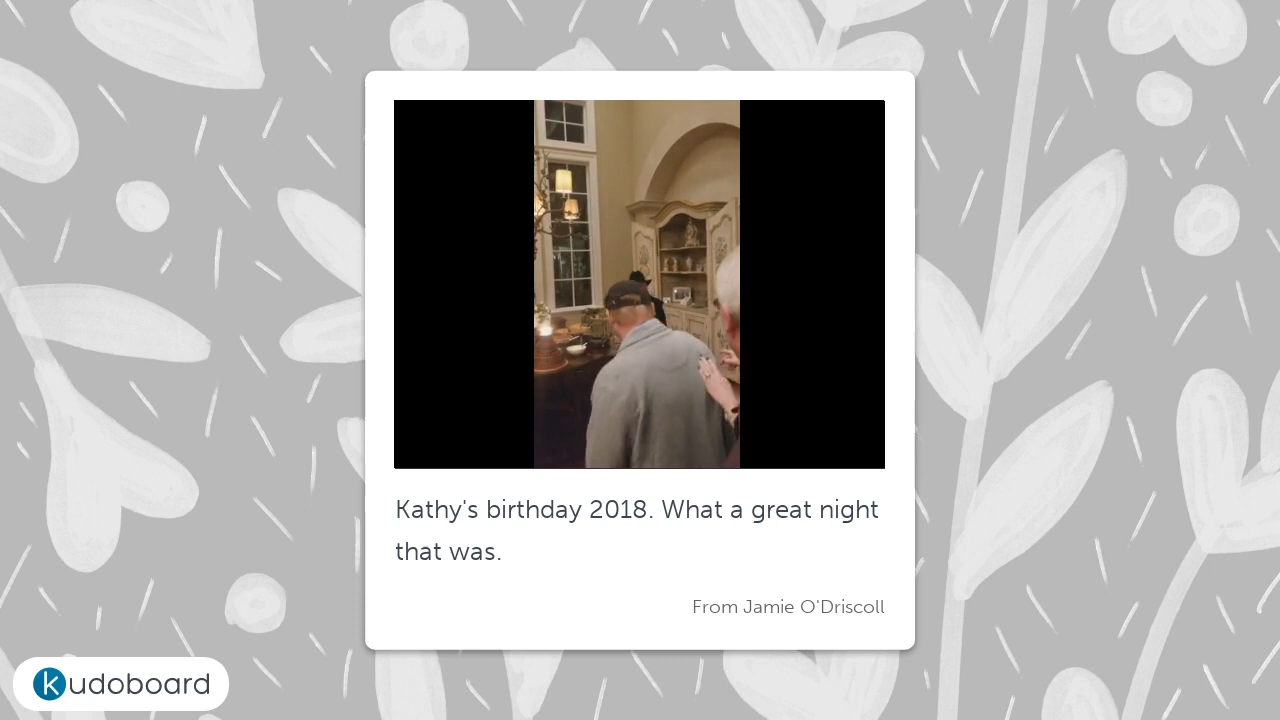 Kathy's birthday 2018. What a great night
that was.
From Jamie O'Driscoll
kudoboard